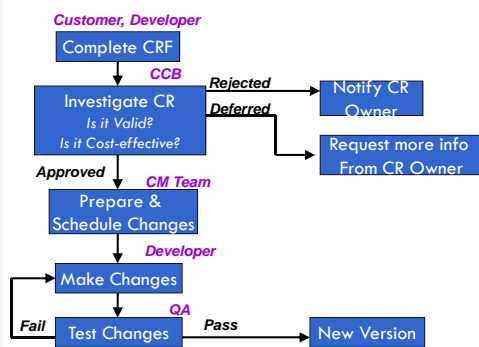 Customer, Developer
Complete CRF
CCB
Rejected
Notify CR
Owner
Investigate CR
Is it Valid?
Is it Cost-effective?
Deferred
Request more info
From CR Owner
Approved
CM Team
Prepare &
Schedule Changes
Developer
Make Changes
QA
Fail
Test Changes
Pass
New Version